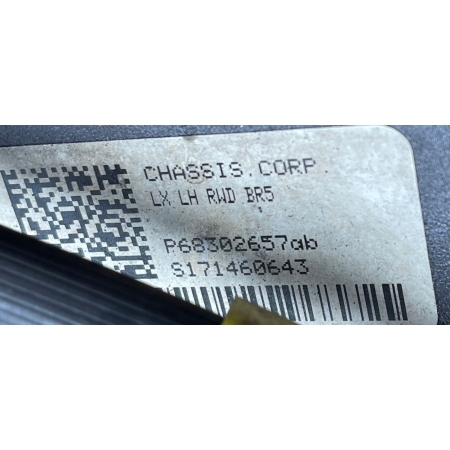 CHASSIS.CORP.
LX LH RWD BR5
P68302657ab
S171460643